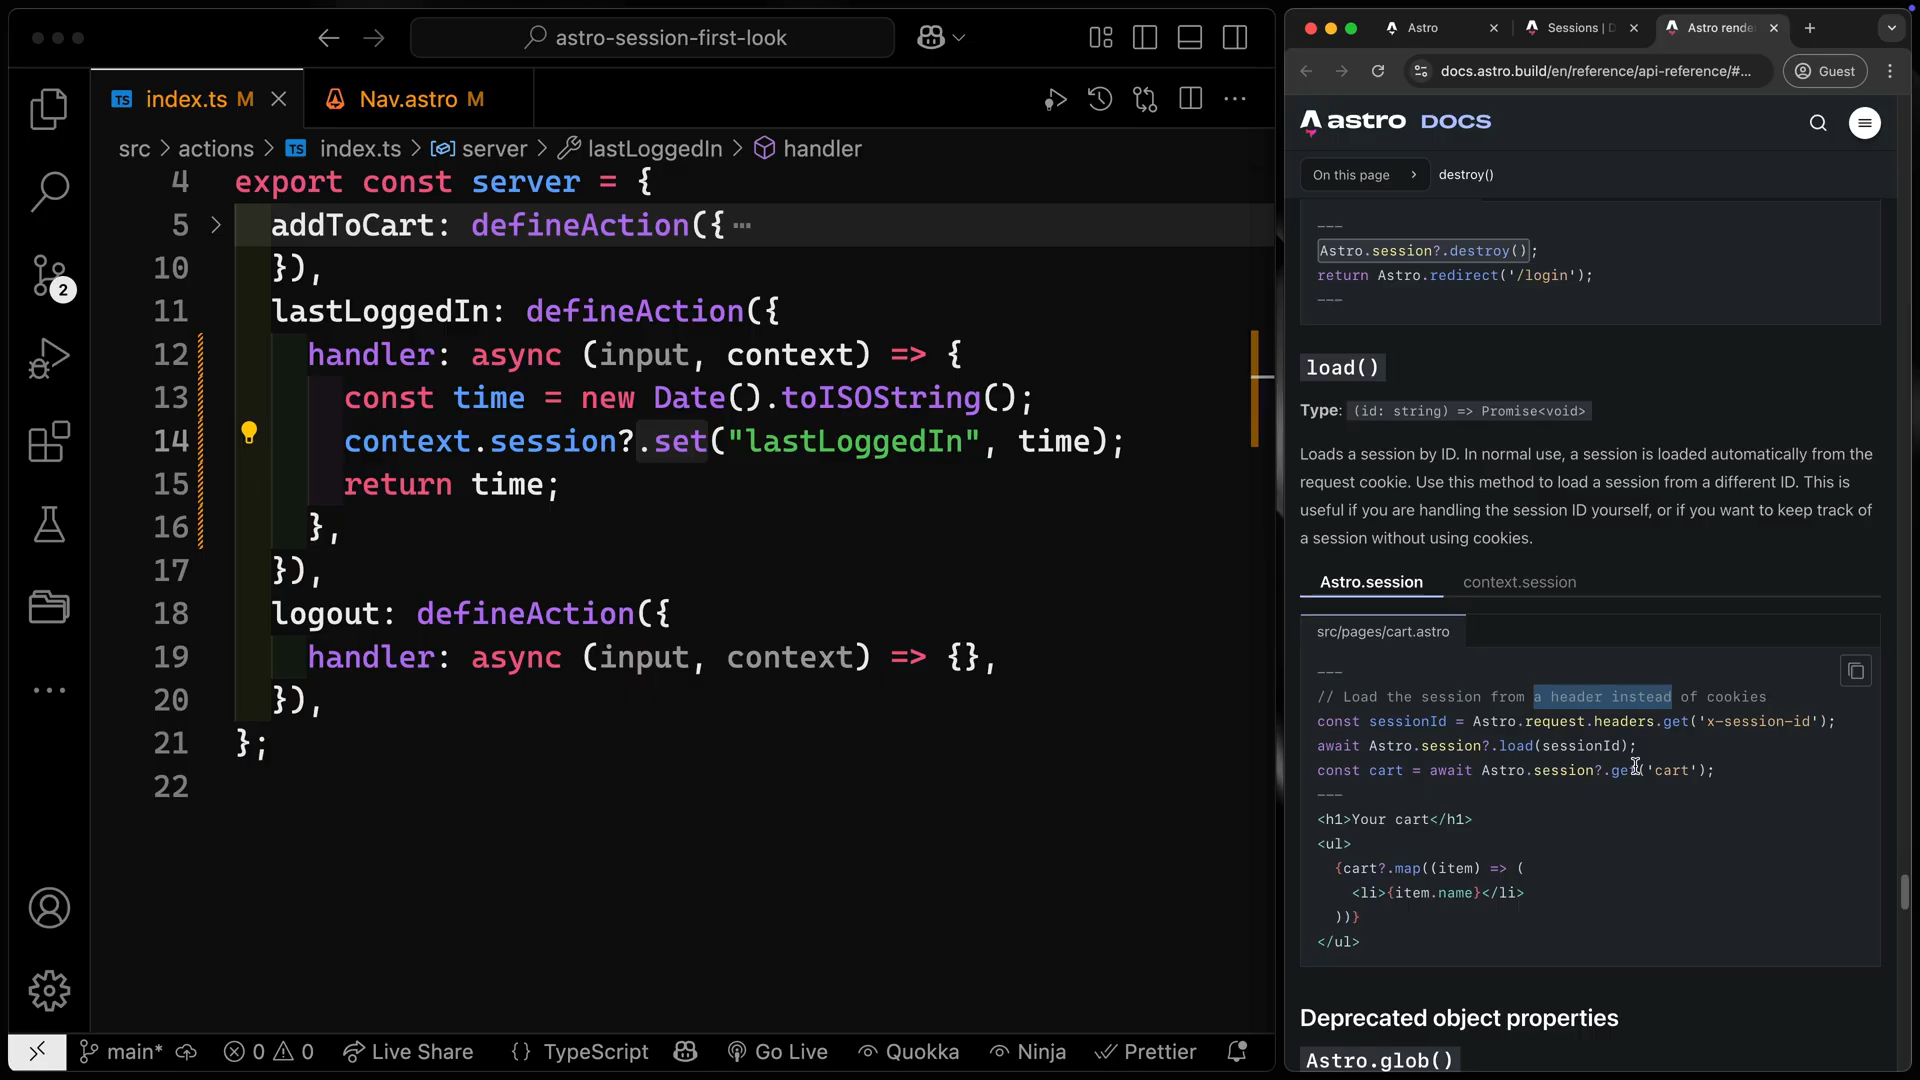 astro-session-first-look
TS index.ts M
Nav.astro M
src > actions > TS index.ts > server > lastLoggedIn > handler
4 export const server = {
5 addToCart: defineAction({ ⋯
10 }),
11 lastLoggedIn: defineAction({
12 handler: async (input, context) => {
13 const time = new Date().toISOString();
14 context.session?.set("lastLoggedIn", time);
15 return time;
16 },
17 }),
18 logout: defineAction({
19 handler: async (input, context) => {},
20 }),
21 };
22
2
main* 0 0 Live Share {} TypeScript Go Live Quokka Ninja Prettier
Astro
Sessions | D
Astro rende
docs.astro.build/en/reference/api-reference/#...
Guest
astro DOCS
On this page > destroy()
---
Astro.session?.destroy();
return Astro.redirect('/login');
---
load()
Type: (id: string) => Promise<void>
Loads a session by ID. In normal use, a session is loaded automatically from the
request cookie. Use this method to load a session from a different ID. This is
useful if you are handling the session ID yourself, or if you want to keep track of
a session without using cookies.
Astro.session context.session
src/pages/cart.astro
---
// Load the session from a header instead of cookies
const sessionId = Astro.request.headers.get('x-session-id');
await Astro.session?.load(sessionId);
const cart = await Astro.session?.get('cart');
---
<h1>Your cart</h1>
<ul>
{cart?.map((item) => (
<li>{item.name}</li>
))}
</ul>
Deprecated object properties
Astro.glob()